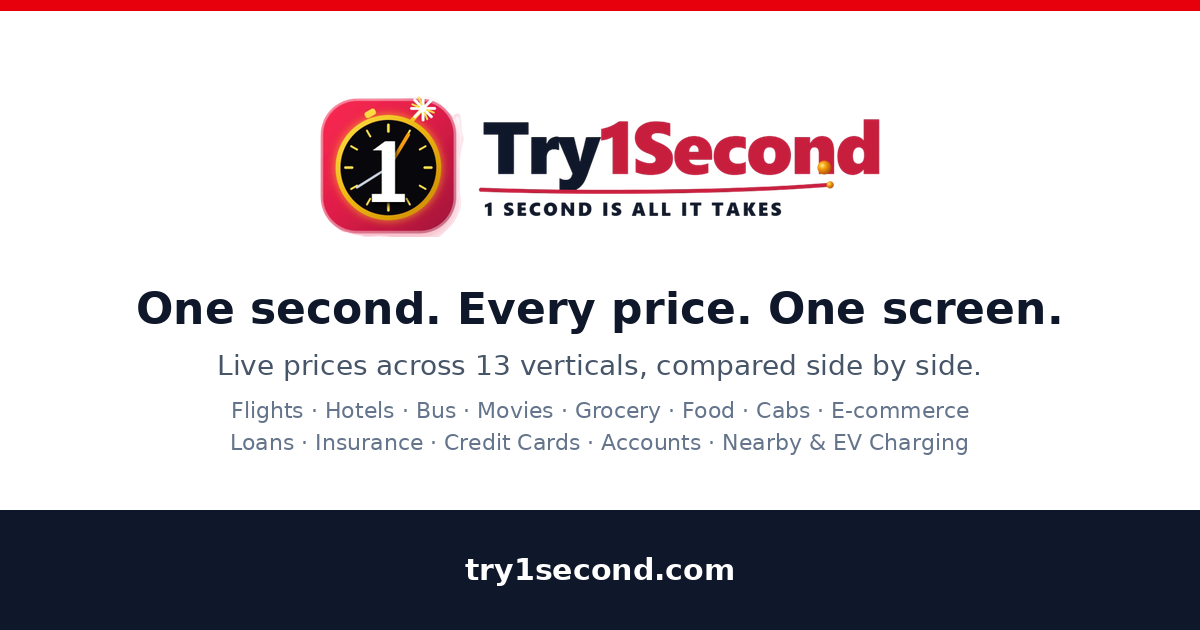 1
Try1Second
1 SECOND IS ALL IT TAKES
One second. Every price. One screen.
Live prices across 13 verticals, compared side by side.
Flights · Hotels · Bus · Movies · Grocery · Food · Cabs · E-commerce
Loans · Insurance · Credit Cards · Accounts · Nearby & EV Charging
try1second.com